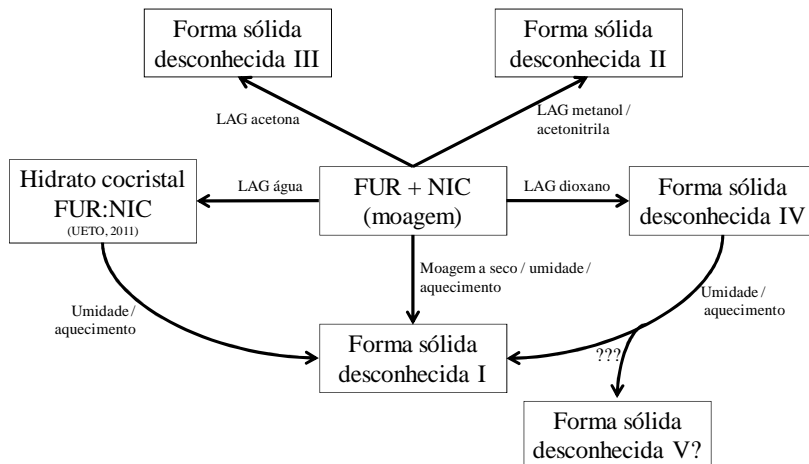 Forma sólida
desconhecida III
Forma sólida
desconhecida II
LAG acetona
LAG metanol /
acetonitrila
Hidrato cocristal
FUR:NIC
(UETO, 2011)
LAG água
FUR + NIC
(moagem)
LAG dioxano
Forma sólida
desconhecida IV
Umidade /
aquecimento
Moagem a seco / umidade /
aquecimento
Umidade /
aquecimento
Forma sólida
desconhecida I
???
Forma sólida
desconhecida V?